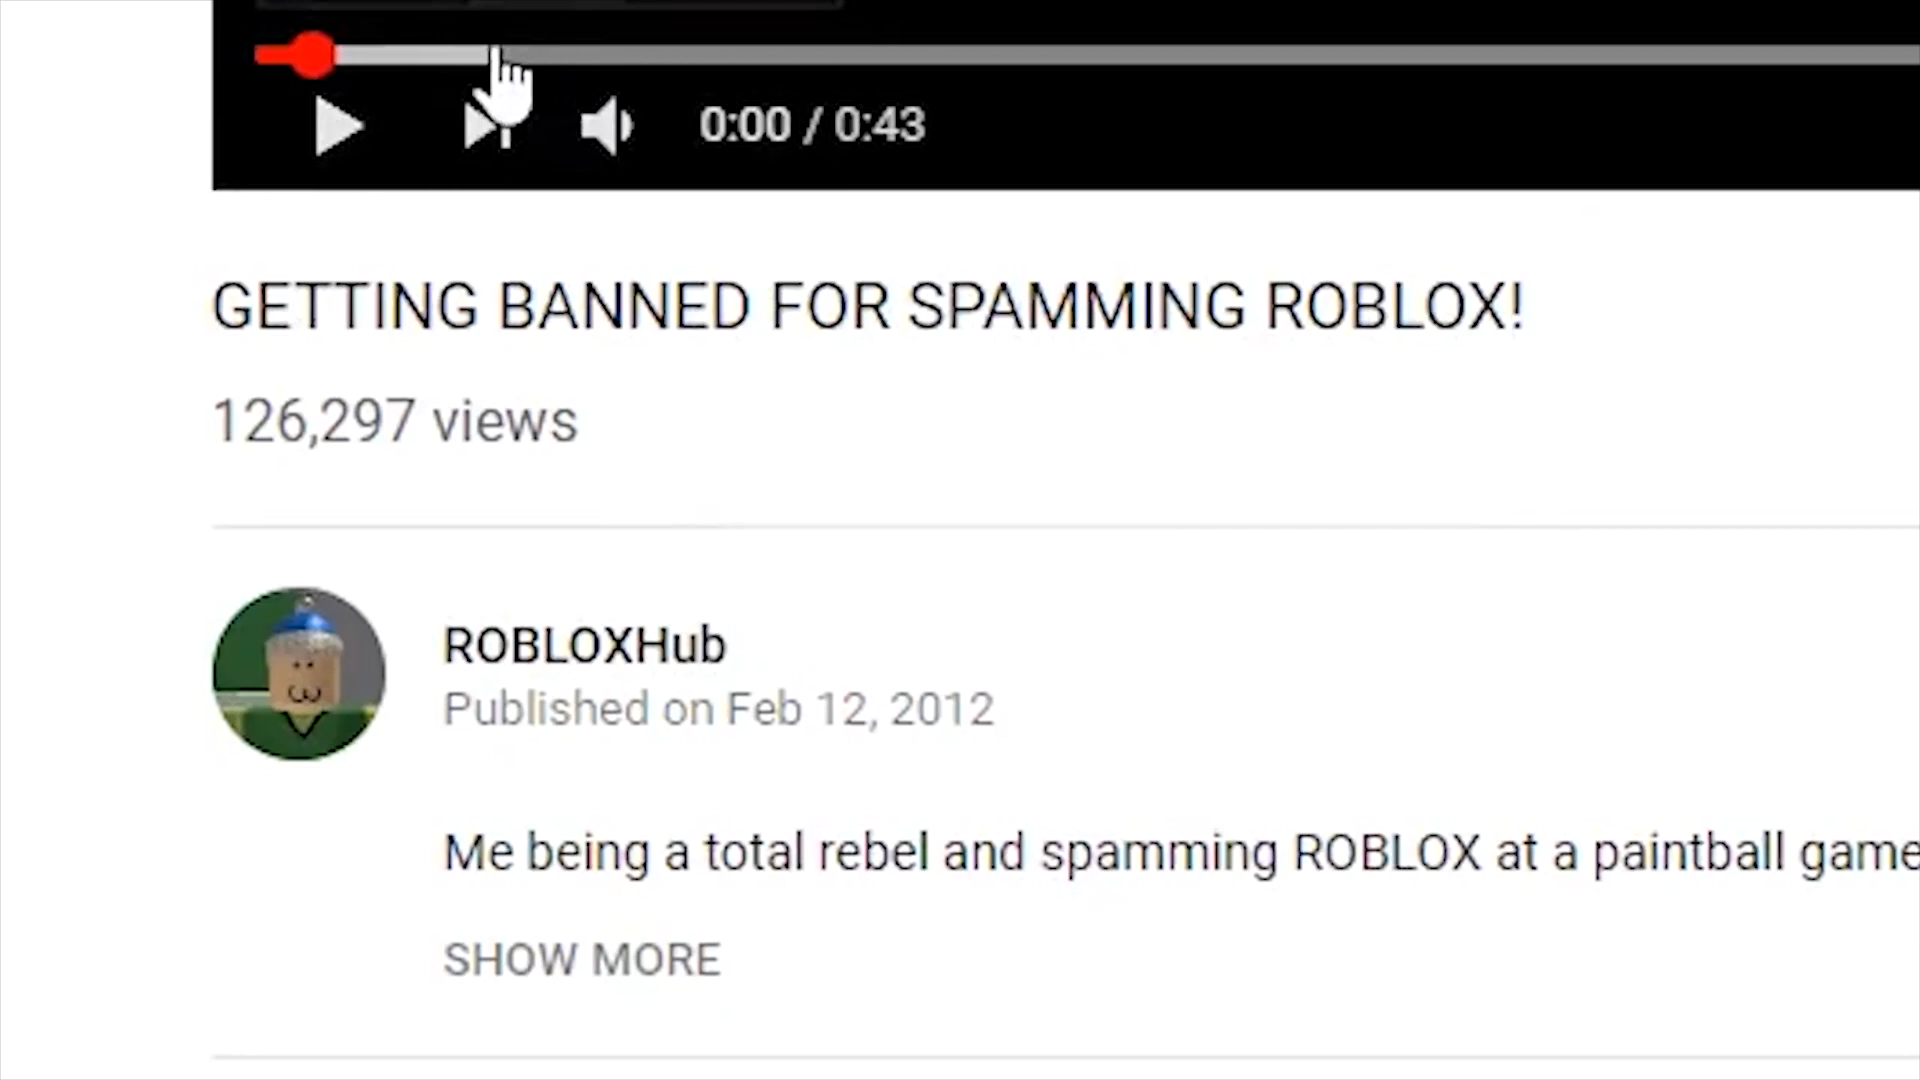 0:00 / 0:43
GETTING BANNED FOR SPAMMING ROBLOX!
126,297 views
ROBLOXHub
Published on Feb 12, 2012
Me being a total rebel and spamming ROBLOX at a paintball game
SHOW MORE